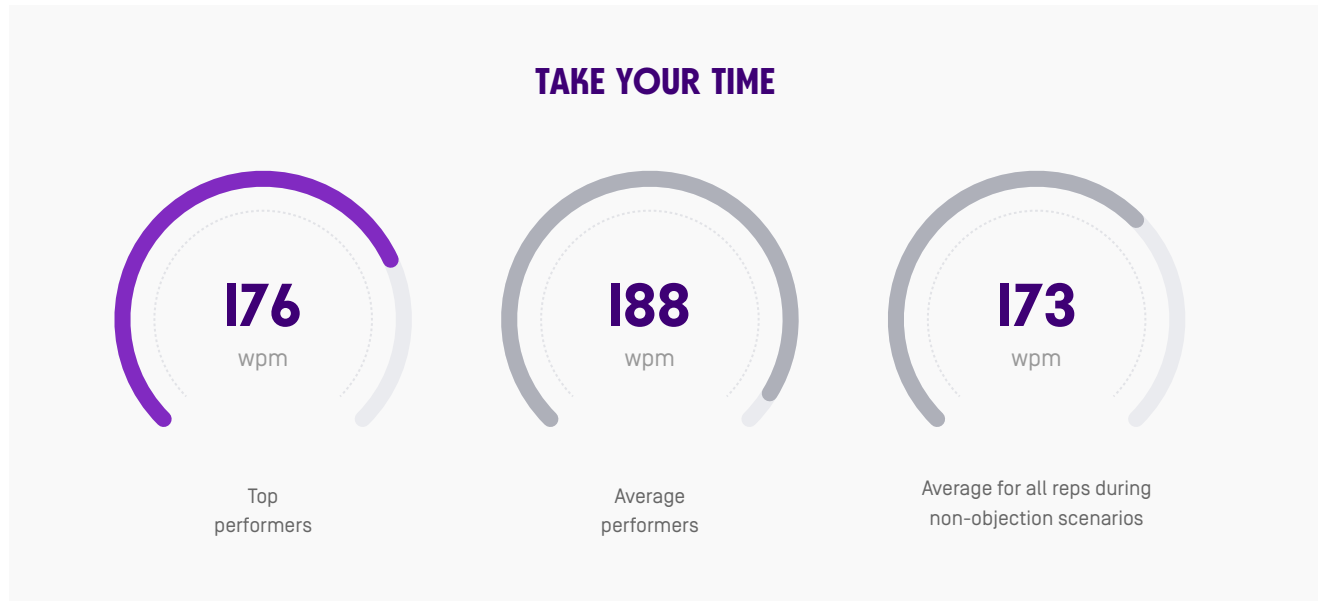 TAKE YOUR TIME
176
wpm
Top
performers
188
wpm
Average
performers
173
wpm
Average for all reps during
non-objection scenarios